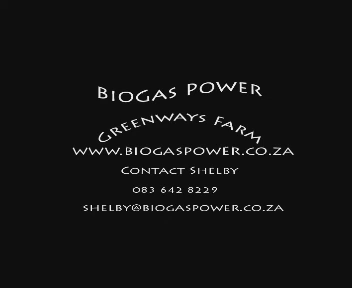 BIOGAS POWER
GREENWAYS FARM
WWW.BIOGASPOWER.CO.ZA
CONTACT SHELBY
083 642 8229
SHELBY@BIOGASPOWER.CO.ZA